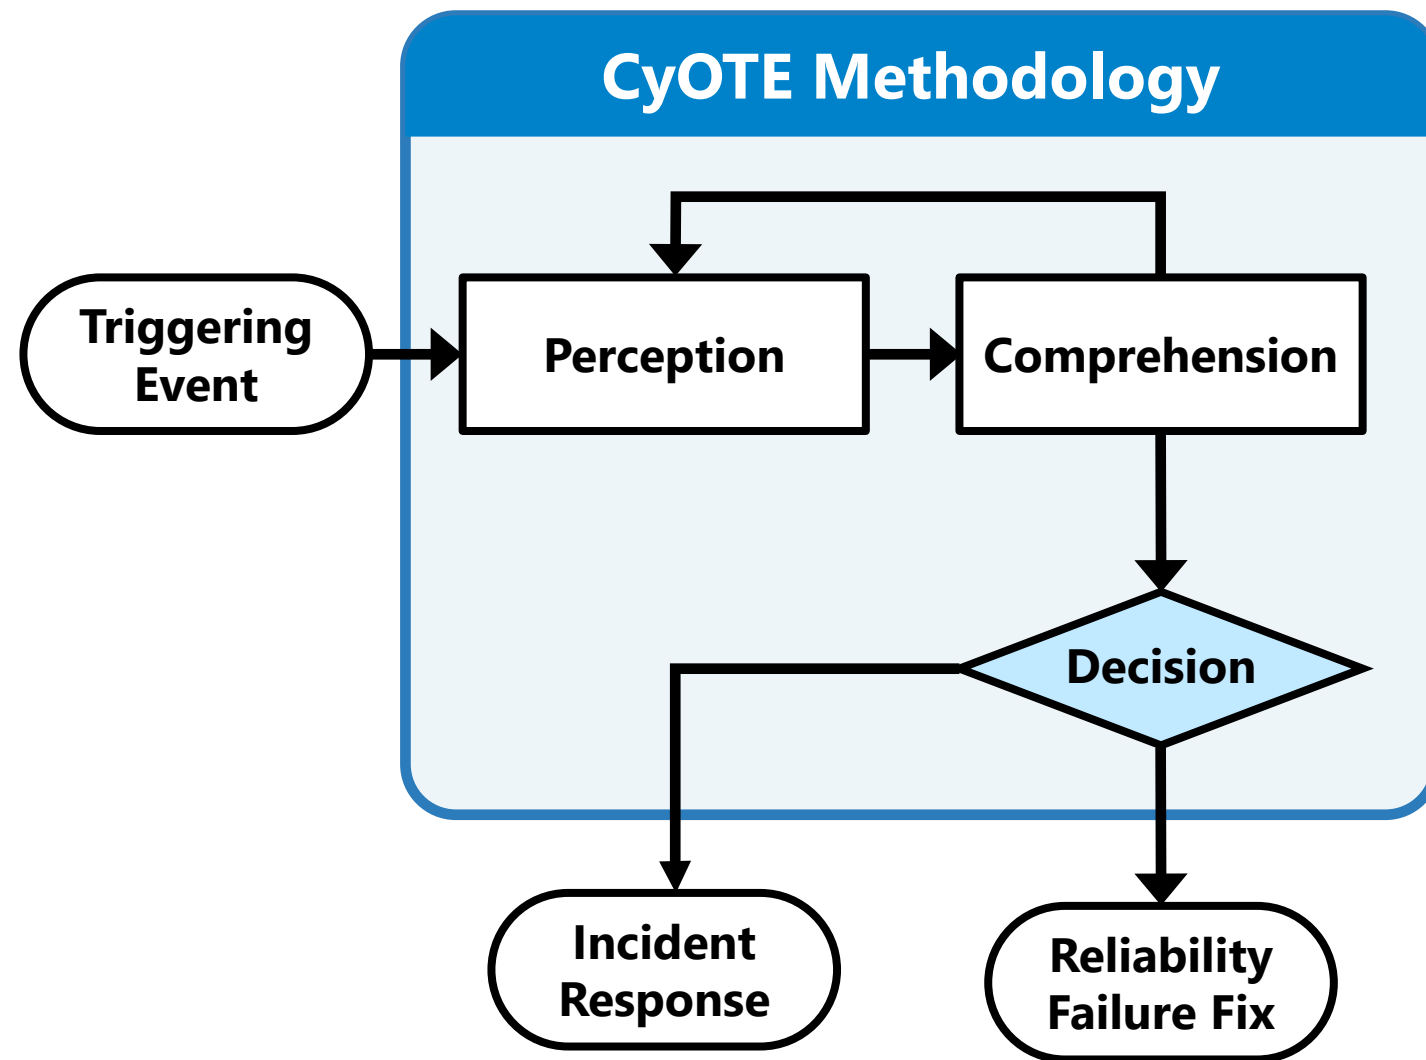 CyOTE Methodology
Triggering
Event
Perception
Comprehension
Decision
Incident
Response
Reliability
Failure Fix